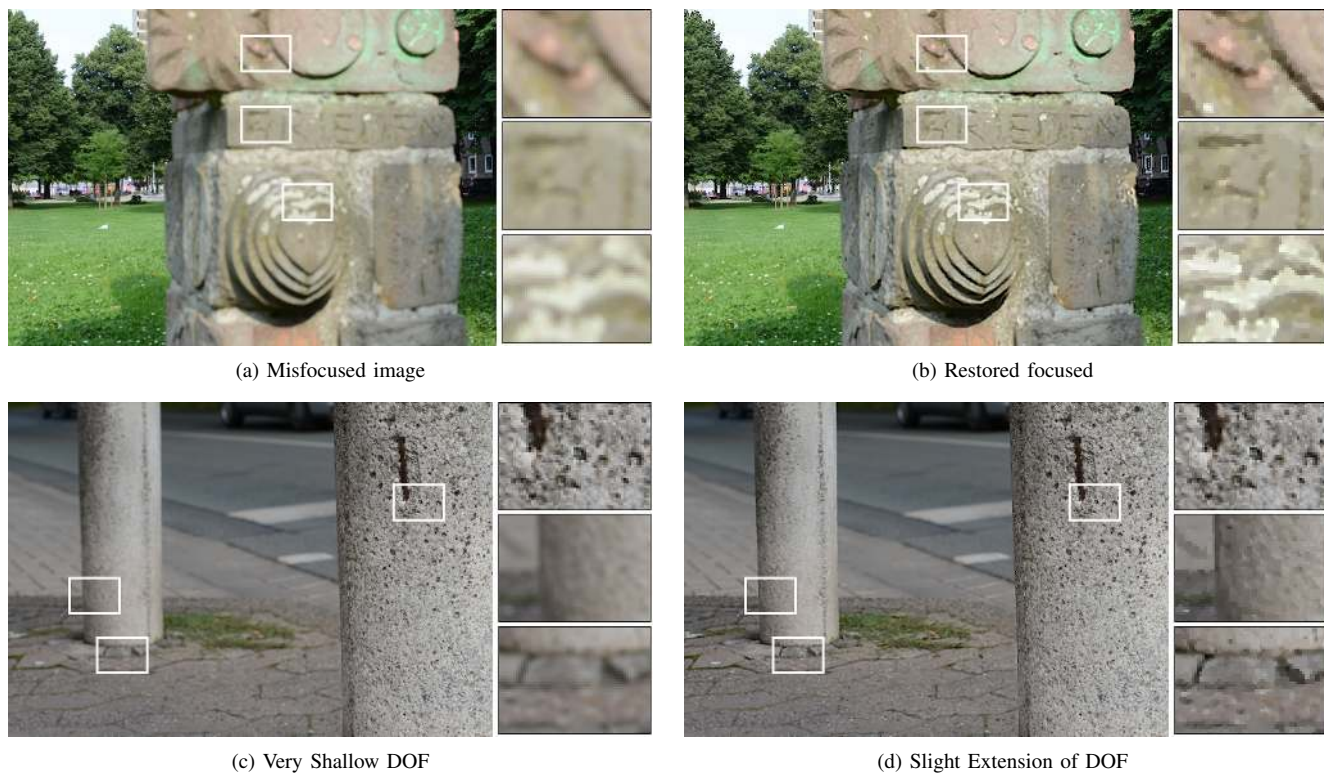 (a) Misfocused image
(b) Restored focused
(c) Very Shallow DOF
(d) Slight Extension of DOF